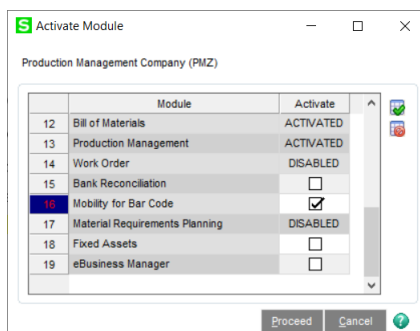 S Activate Module
Production Management Company (PMZ)
Module Activate
12 Bill of Materials ACTIVATED
13 Production Management ACTIVATED
14 Work Order DISABLED
15 Bank Reconciliation
16 Mobility for Bar Code
17 Material Requirements Planning DISABLED
18 Fixed Assets
19 eBusiness Manager
Proceed Cancel ?